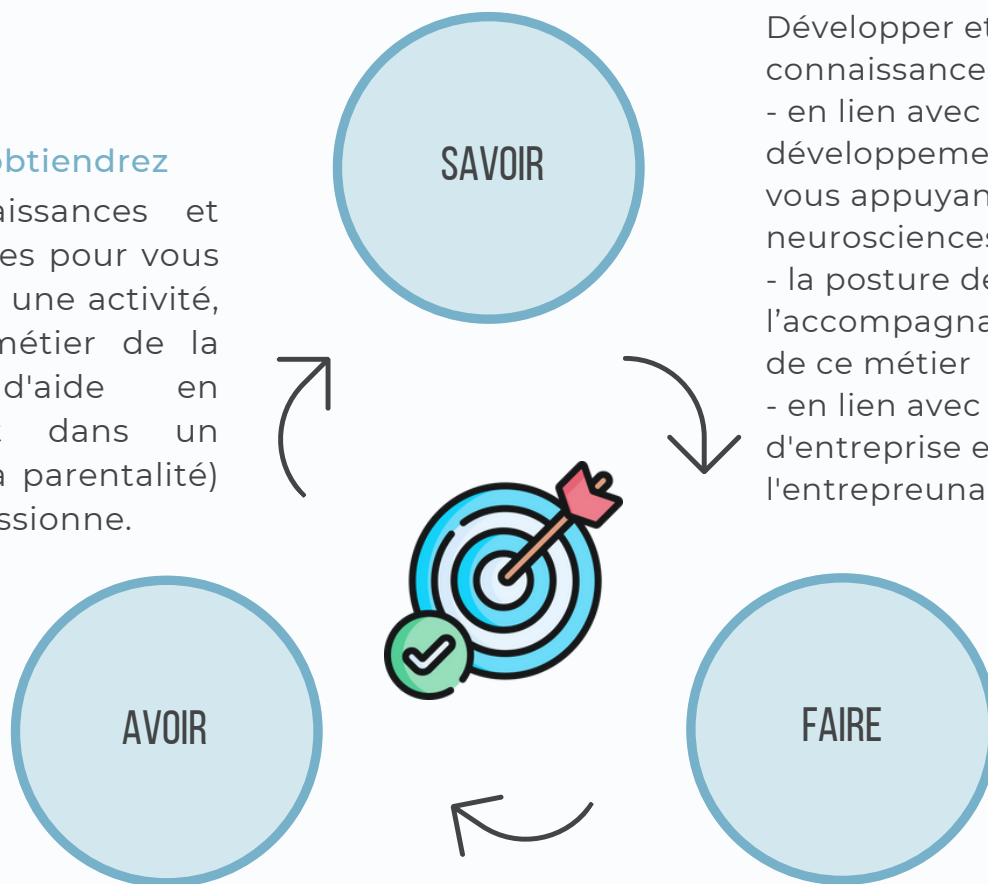 SAVOIR
obtiendrez
aissances et
es pour vous
une activité,
métier de la
d'aide en
dans un
a parentalité)
ssionne.
Développer et
connaissance
- en lien avec
développeme
vous appuyan
neurosciences
- la posture de
l’accompagna
de ce métier
- en lien avec
d'entreprise e
l'entrepreuna
AVOIR
FAIRE